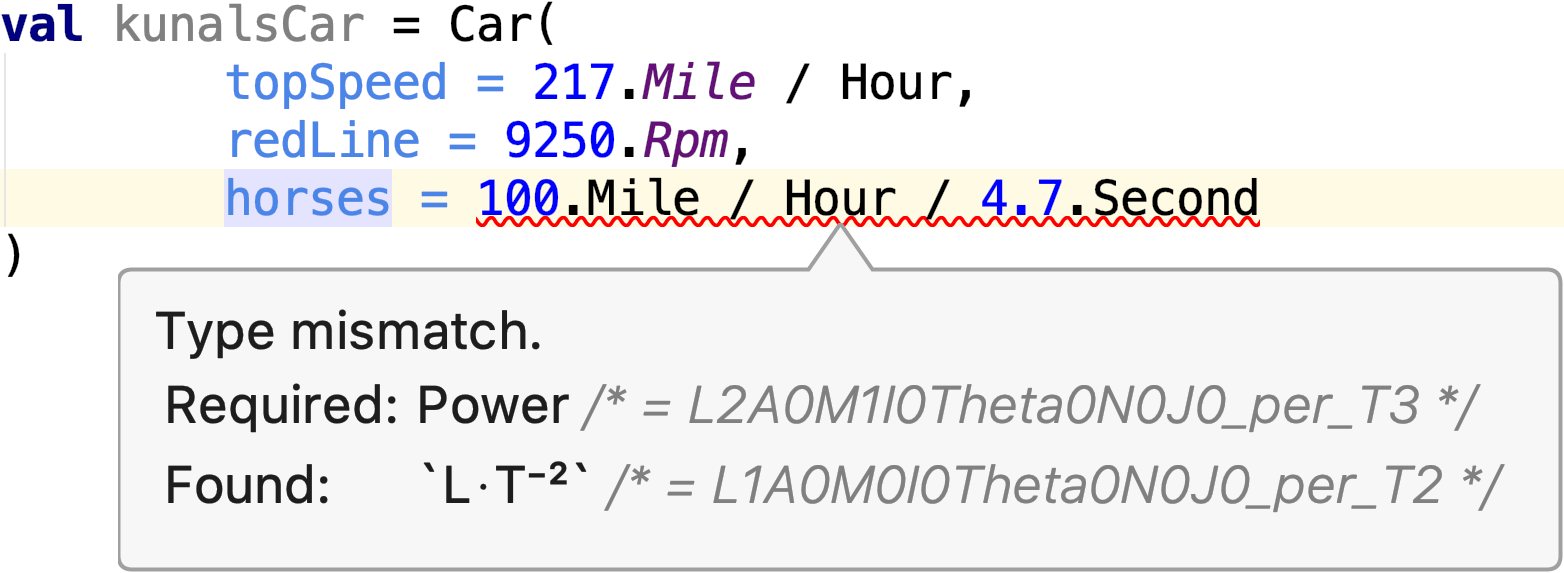 val kunalsCar = Car(
topSpeed = 217.Mile / Hour,
redLine = 9250.Rpm,
horses = 100.Mile / Hour / 4.7.Second
)
Type mismatch.
Required: Power /* = L2A0M1I0Theta0N0J0_per_T3 */
Found: `L·T⁻²` /* = L1A0M0I0Theta0N0J0_per_T2 */